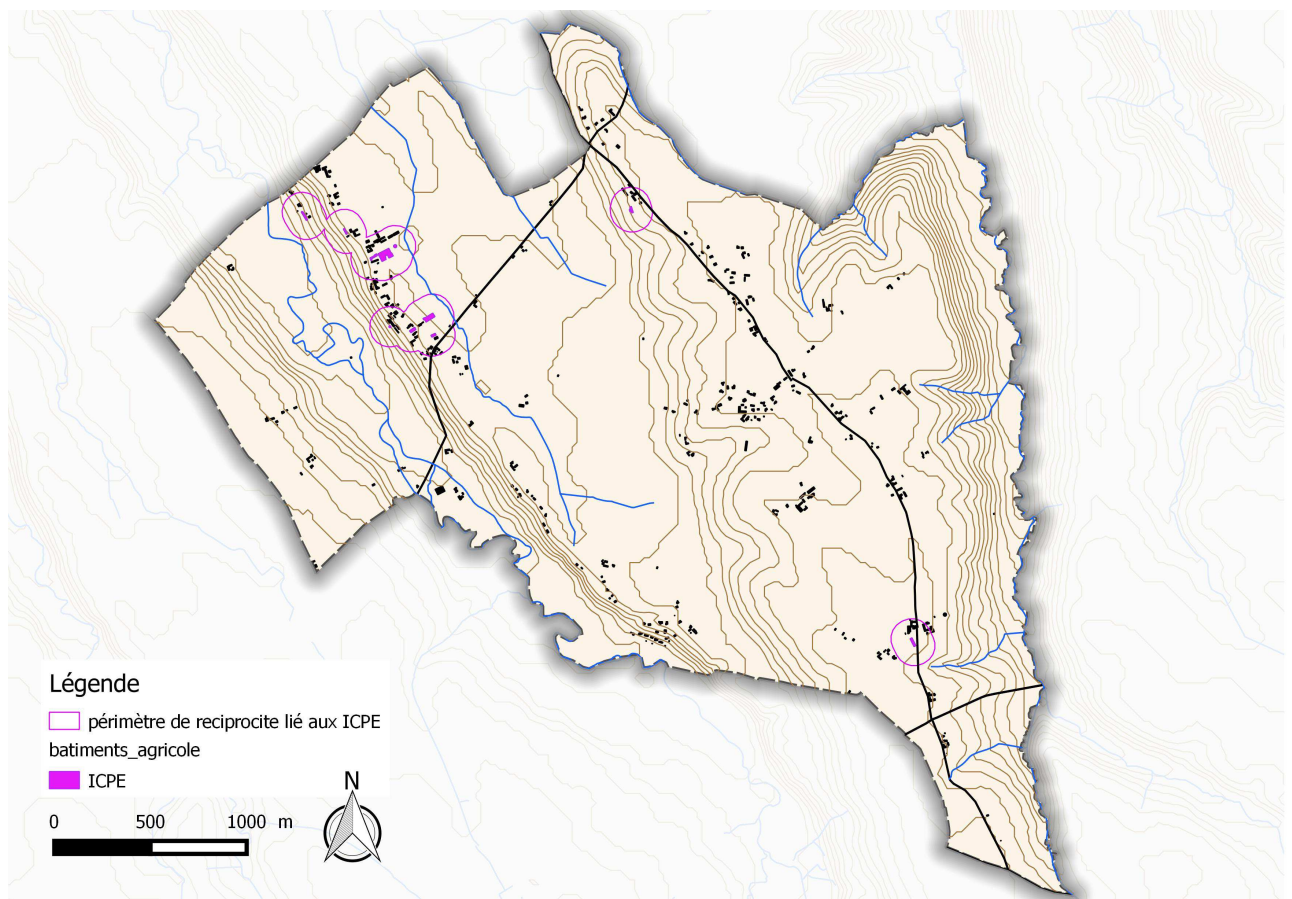 Légende
périmètre de reciprocite lié aux ICPE
batiments_agricole
ICPE
N
0 500 1000 m